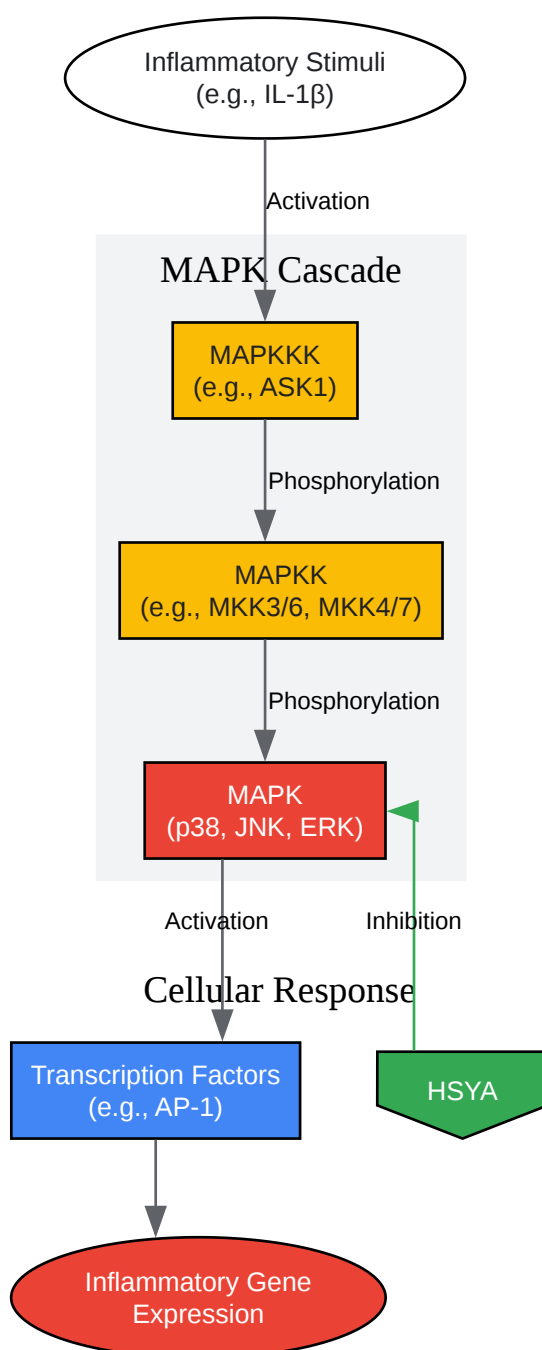 Inflammatory Stimuli
(e.g., IL-1β)
Activation
MAPK Cascade
MAPKKK
(e.g., ASK1)
Phosphorylation
MAPKK
(e.g., MKK3/6, MKK4/7)
Phosphorylation
MAPK
(p38, JNK, ERK)
Activation
Inhibition
Cellular Response
Transcription Factors
(e.g., AP-1)
HSYA
Inflammatory Gene
Expression